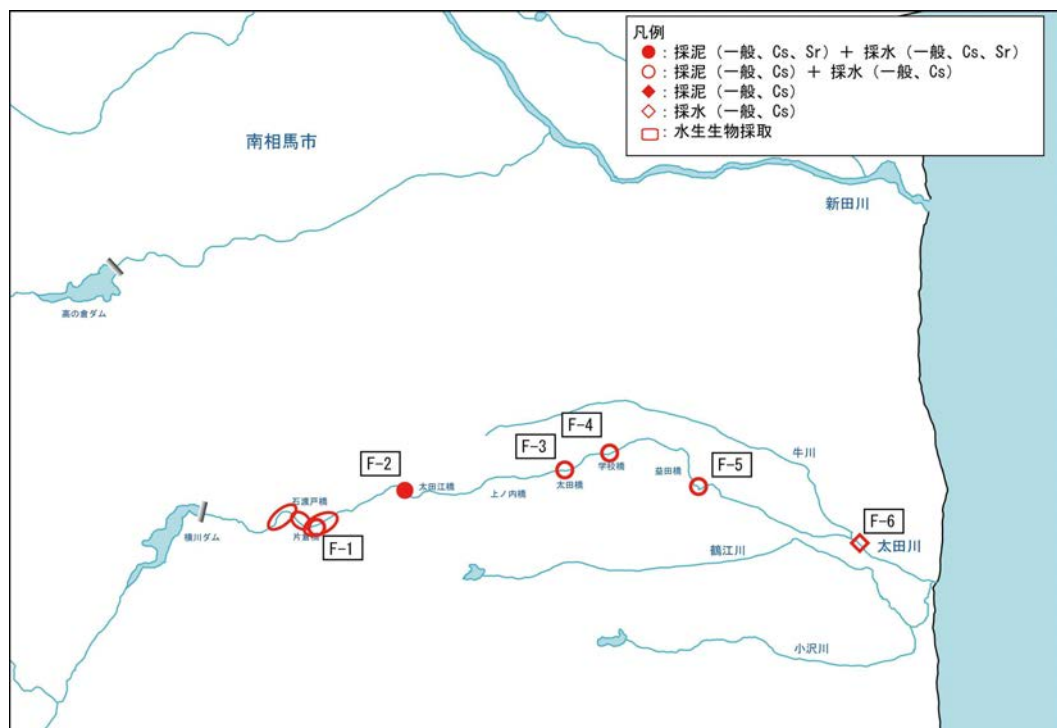 凡例
●：採泥（一般、Cs、Sr）＋ 採水（一般、Cs、Sr）
○：採泥（一般、Cs）＋ 採水（一般、Cs）
◆：採泥（一般、Cs）
◇：採水（一般、Cs）
：水生生物採取
南相馬市
新田川
高の倉ダム
F-4
F-3
学校橋
牛川
F-2
太田橋
益田橋
F-5
太田江橋
上ノ内橋
石渡戸橋
F-6
横川ダム
片倉橋
F-1
太田川
鶴江川
小沢川